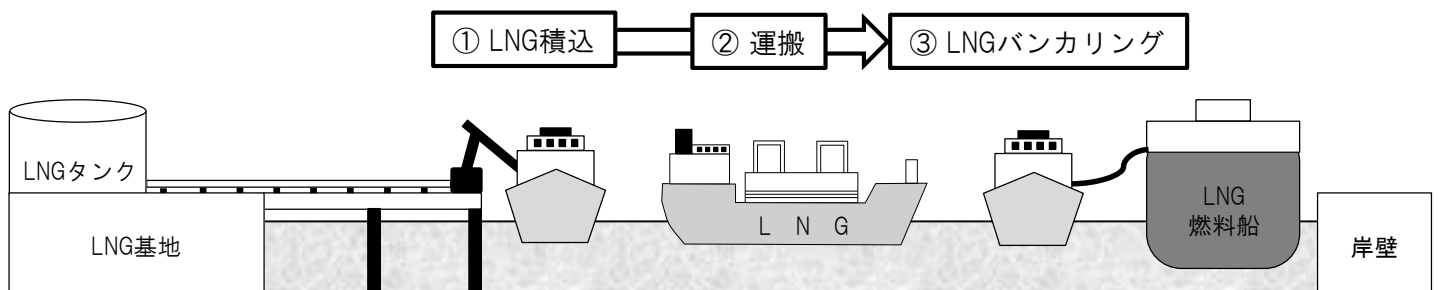 ① LNG積込
② 運搬
③ LNGバンカリング
LNGタンク
LNG基地
L N G
LNG
燃料船
岸壁